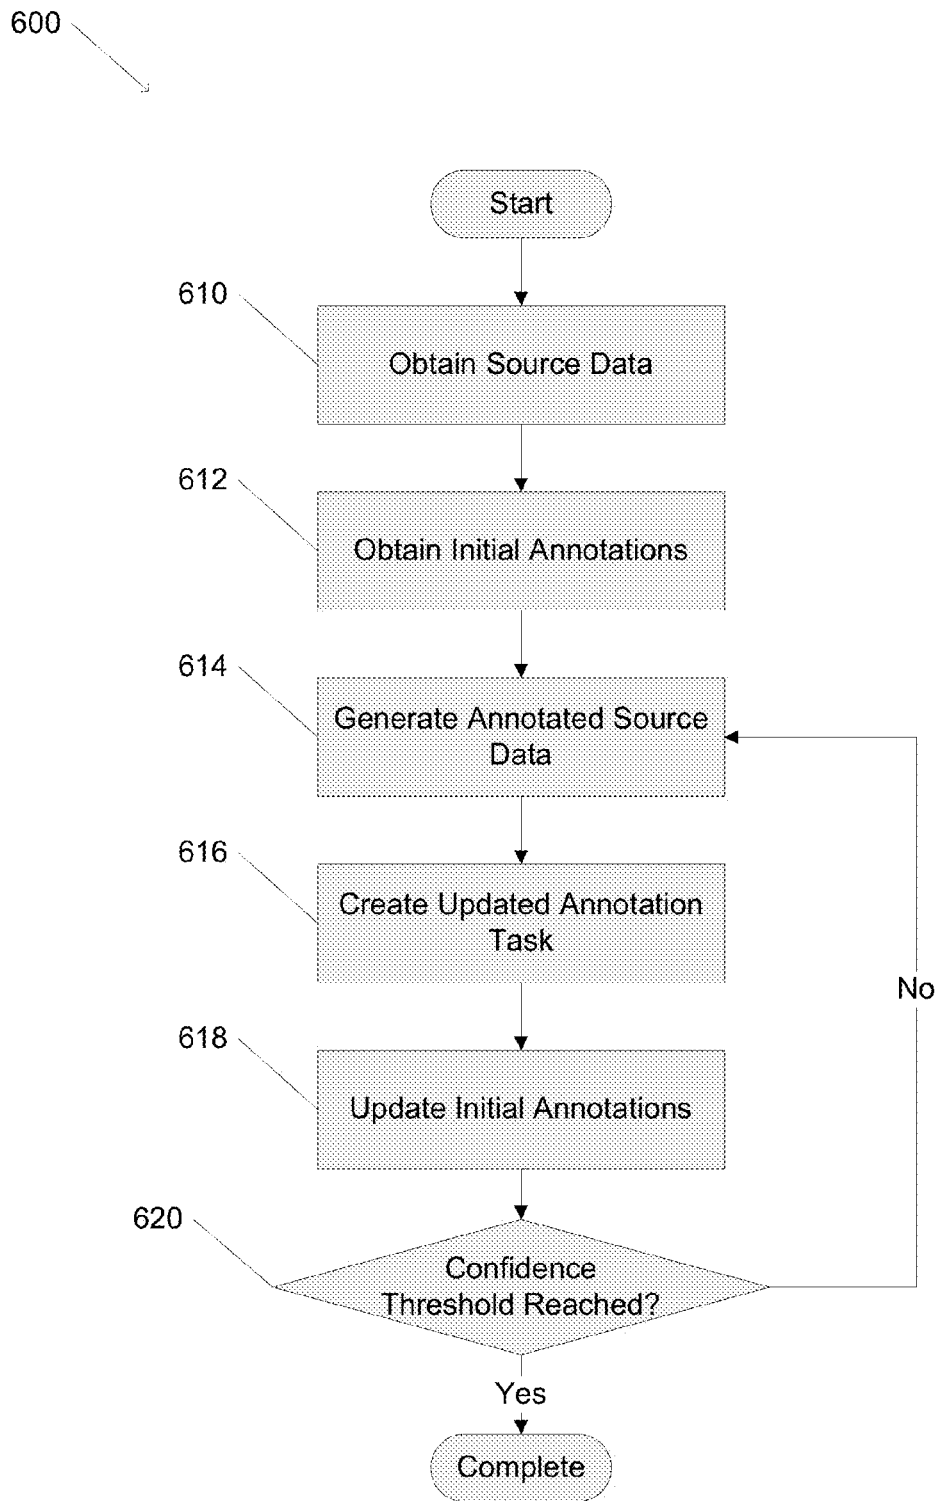 600
Start
610
Obtain Source Data
612
Obtain Initial Annotations
614
Generate Annotated Source
Data
616
Create Updated Annotation
Task
No
618
Update Initial Annotations
620
Confidence
Threshold Reached?
Yes
Complete